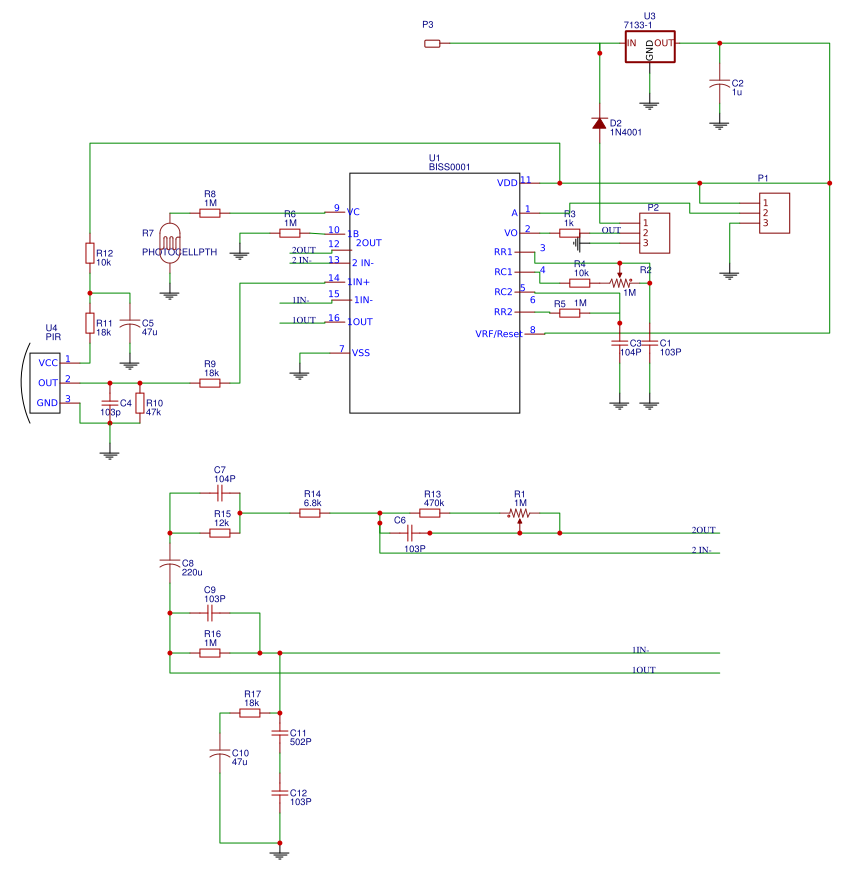 P3
U3
7133-1
IN
OUT
GND
C2
1u
D2
1N4001
U1
BISS0001
VDD
11
A
1
VO
2
RR1
3
RC1
4
RC2
5
6
RR2
VRF/Reset
8
9
VC
10
1B
12
2OUT
13
2 IN-
14
1IN+
15
1IN-
16
1OUT
7
VSS
P1
1
2
3
P2
1
2
3
OUT
R3
1k
R4
10k
R2
1M
R5
1M
C3
104P
C1
103P
R8
1M
R6
1M
R7
PHOTOCELLPTH
2OUT
2 IN-
1IN-
1OUT
R12
10k
R11
18k
C5
47u
U4
PIR
VCC
1
OUT
2
GND
3
R9
18k
C4
103p
R10
47k
C7
104P
R15
12k
R14
6.8k
R13
470k
R1
1M
C6
103P
2OUT
2 IN-
C8
220u
C9
103P
R16
1M
1IN-
1OUT
R17
18k
C11
502P
C10
47u
C12
103P